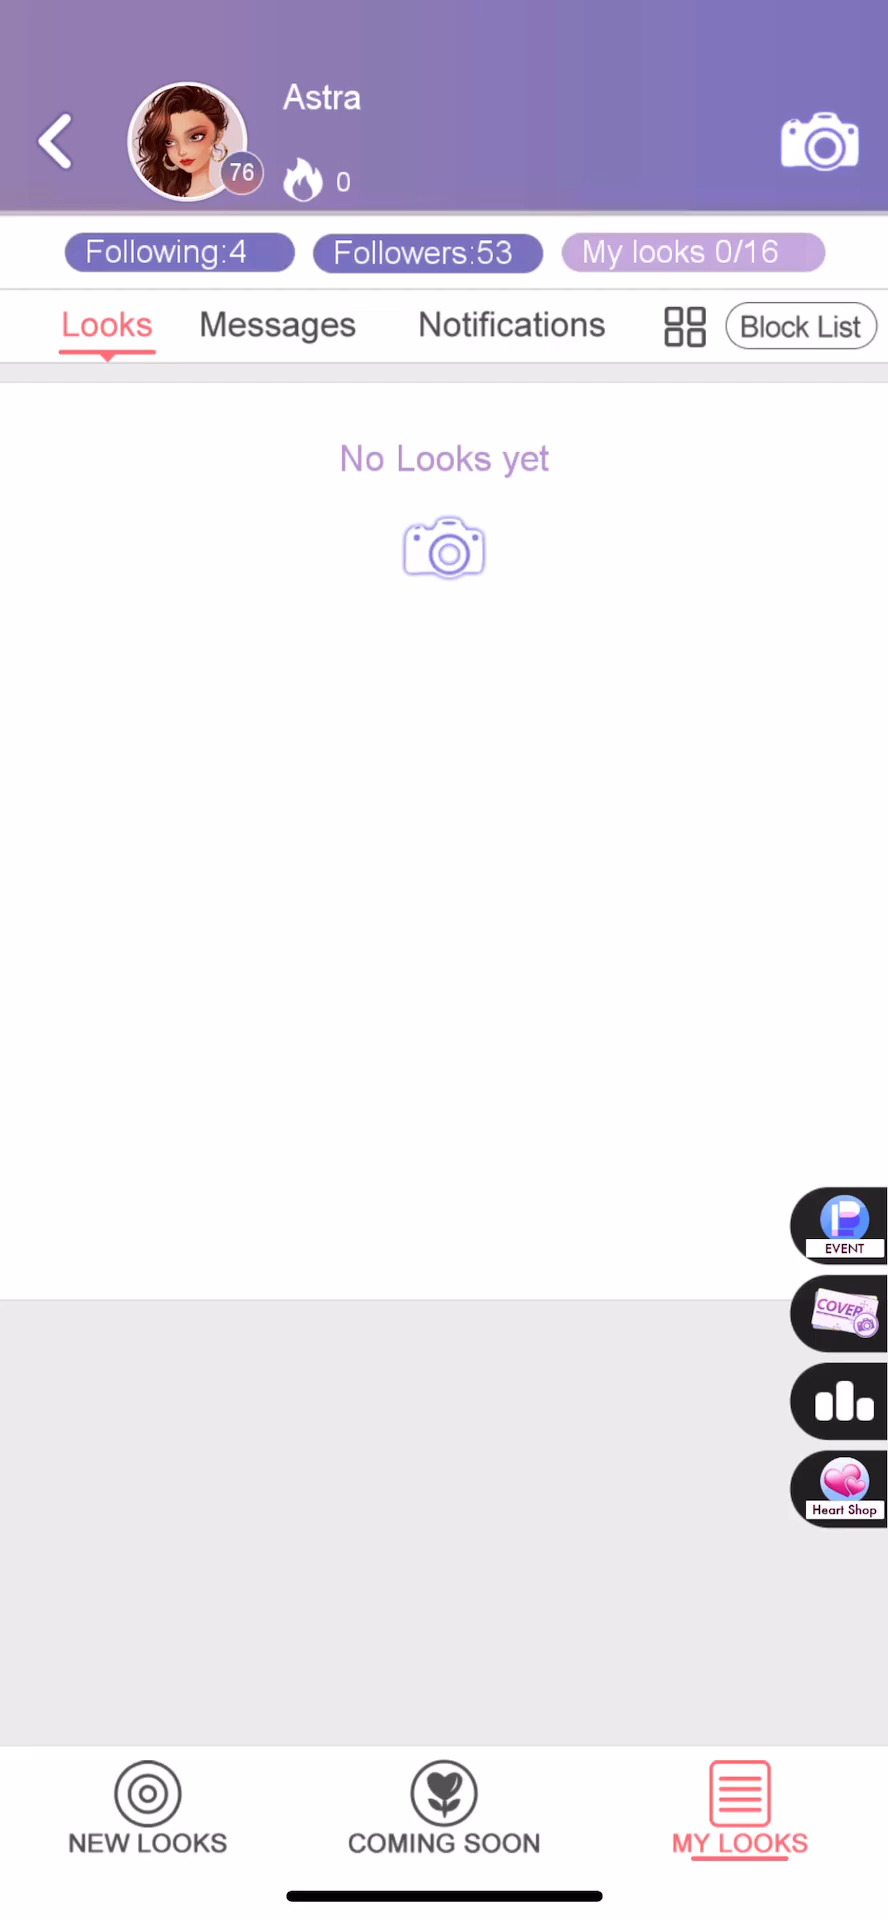 Astra
76
0
Following:4
Followers:53
My looks 0/16
Looks
Messages
Notifications
Block List
No Looks yet
EVENT
COVER
Heart Shop
NEW LOOKS
COMING SOON
MY LOOKS